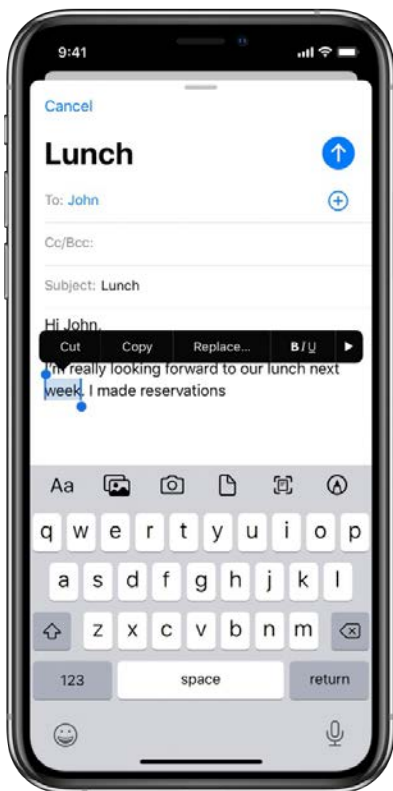 9:41
Cancel
Lunch
To: John
Cc/Bcc:
Subject: Lunch
Hi John,
Cut Copy Replace... B I U
I'm really looking forward to our lunch next
week. I made reservations
Aa
q w e r t y u i o p
a s d f g h j k l
z x c v b n m
123 space return